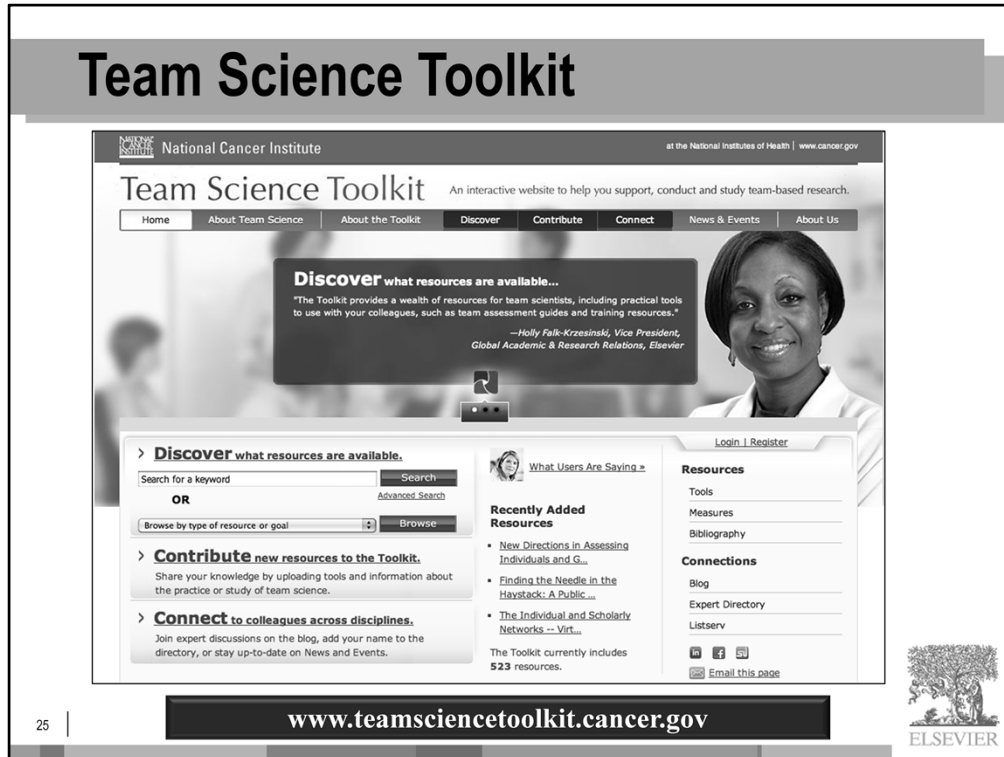 Team Science Toolkit
NATIONAL
CANCER
INSTITUTE
National Cancer Institute
at the National Institutes of Health | www.cancer.gov
Team Science Toolkit
An interactive website to help you support, conduct and study team-based research.
Home
About Team Science
About the Toolkit
Discover
Contribute
Connect
News & Events
About Us
Discover what resources are available...
"The Toolkit provides a wealth of resources for team scientists, including practical tools
to use with your colleagues, such as team assessment guides and training resources."
—Holly Falk-Krzesinski, Vice President,
Global Academic & Research Relations, Elsevier
> Discover what resources are available.
Search for a keyword
Search
OR
Advanced Search
Browse by type of resource or goal
Browse
> Contribute new resources to the Toolkit.
Share your knowledge by uploading tools and information about
the practice or study of team science.
> Connect to colleagues across disciplines.
Join expert discussions on the blog, add your name to the
directory, or stay up-to-date on News and Events.
What Users Are Saying »
Recently Added
Resources
New Directions in Assessing
Individuals and G...
Finding the Needle in the
Haystack: A Public ...
The Individual and Scholarly
Networks -- Virt...
The Toolkit currently includes
523 resources.
Login | Register
Resources
Tools
Measures
Bibliography
Connections
Blog
Expert Directory
Listserv
in f
Email this page
25
www.teamsciencetoolkit.cancer.gov
ELSEVIER